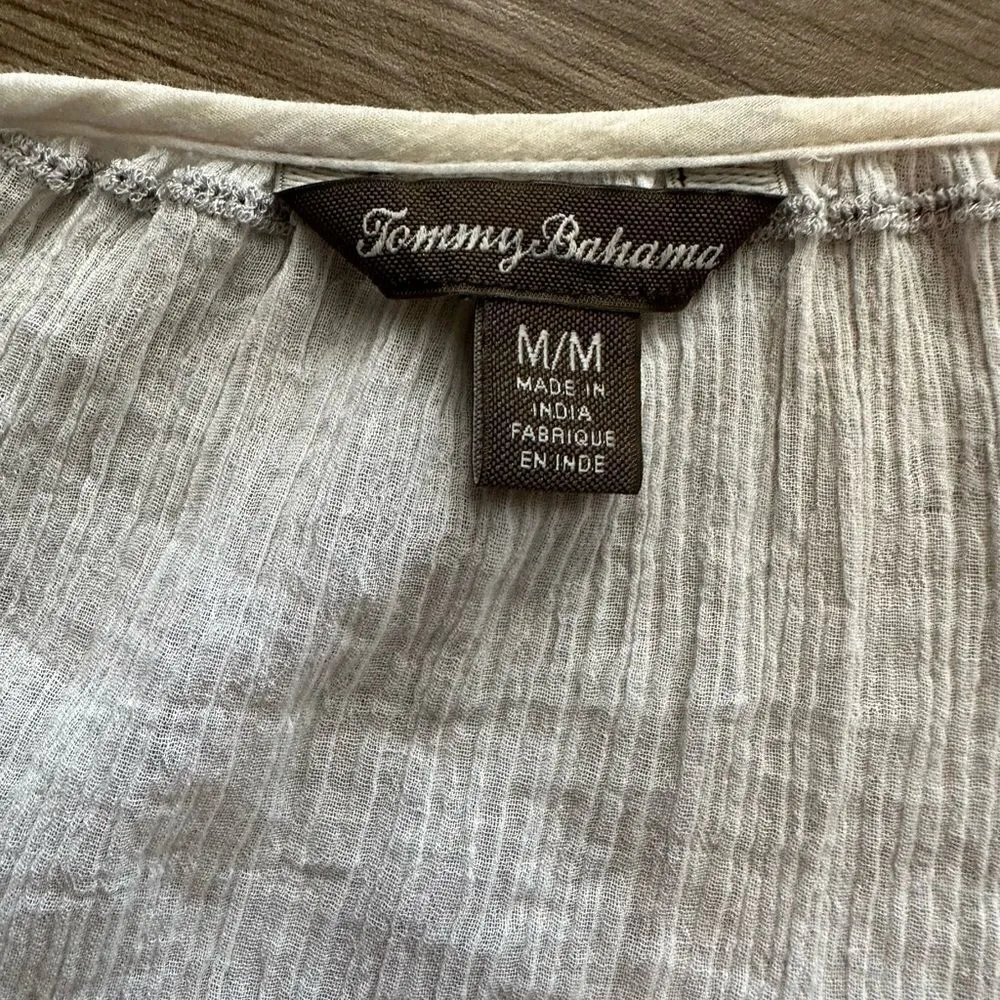 Tommy Bahama
M/M
MADE IN
INDIA
FABRIQUE
EN INDE